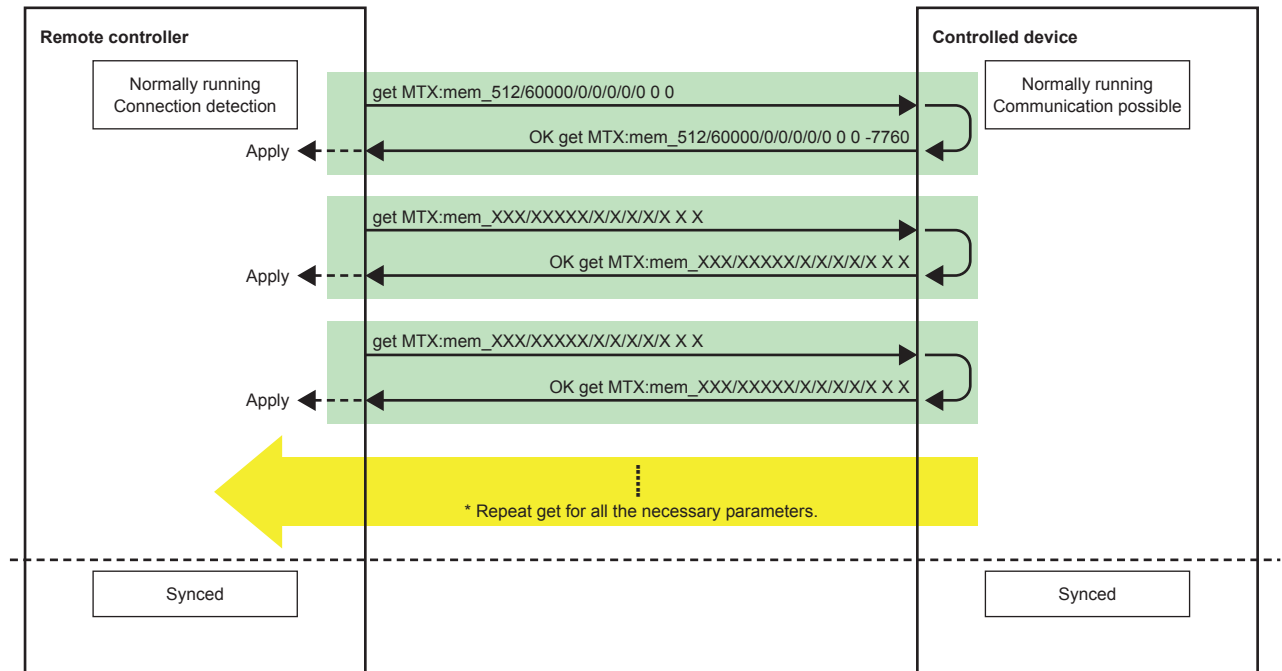 Remote controller
Controlled device
Normally running
Connection detection
Normally running
Communication possible
get MTX:mem_512/60000/0/0/0/0/0 0 0
OK get MTX:mem_512/60000/0/0/0/0/0 0 0 -7760
Apply
get MTX:mem_XXX/XXXXX/X/X/X/X/X X X
OK get MTX:mem_XXX/XXXXX/X/X/X/X/X X X
Apply
get MTX:mem_XXX/XXXXX/X/X/X/X/X X X
OK get MTX:mem_XXX/XXXXX/X/X/X/X/X X X
Apply
* Repeat get for all the necessary parameters.
Synced
Synced